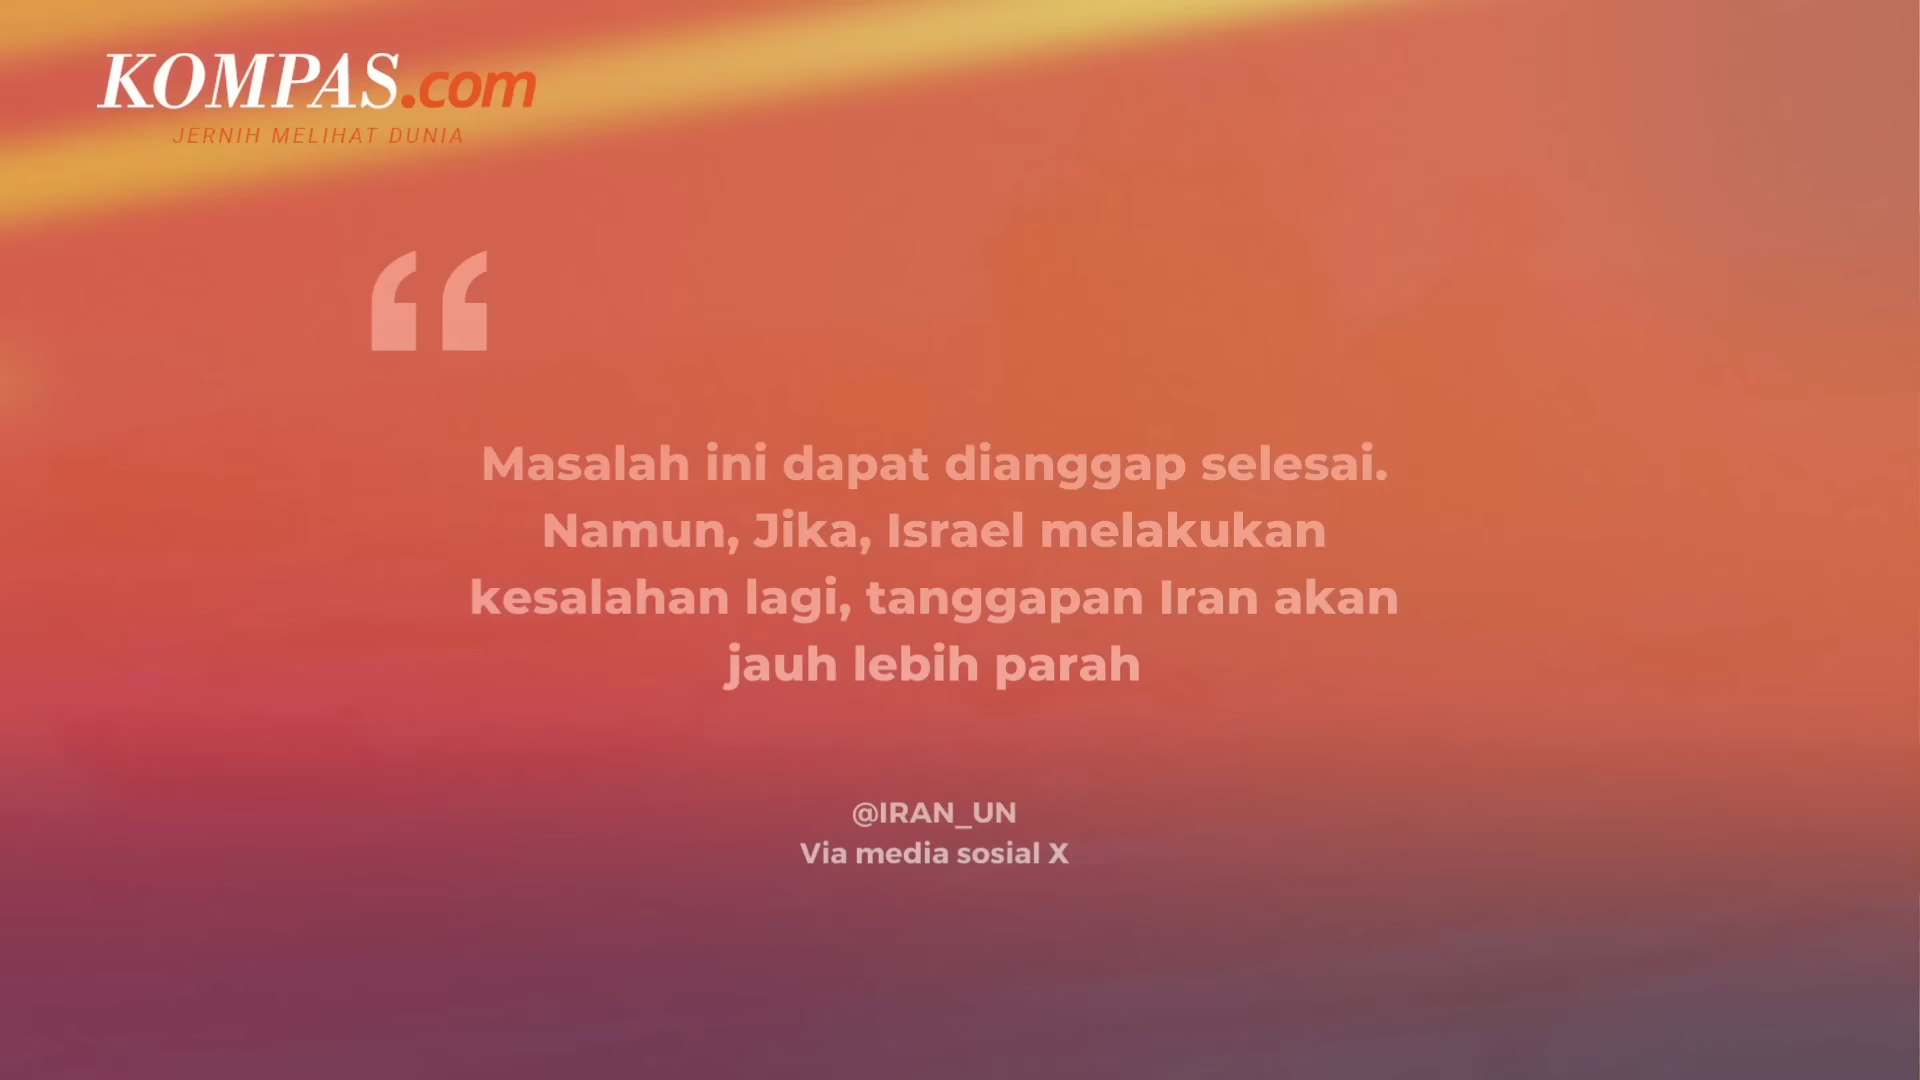 KOMPAS.com
JERNIH MELIHAT DUNIA
“
Masalah ini dapat dianggap selesai.
Namun, Jika, Israel melakukan
kesalahan lagi, tanggapan Iran akan
jauh lebih parah
@IRAN_UN
Via media sosial X